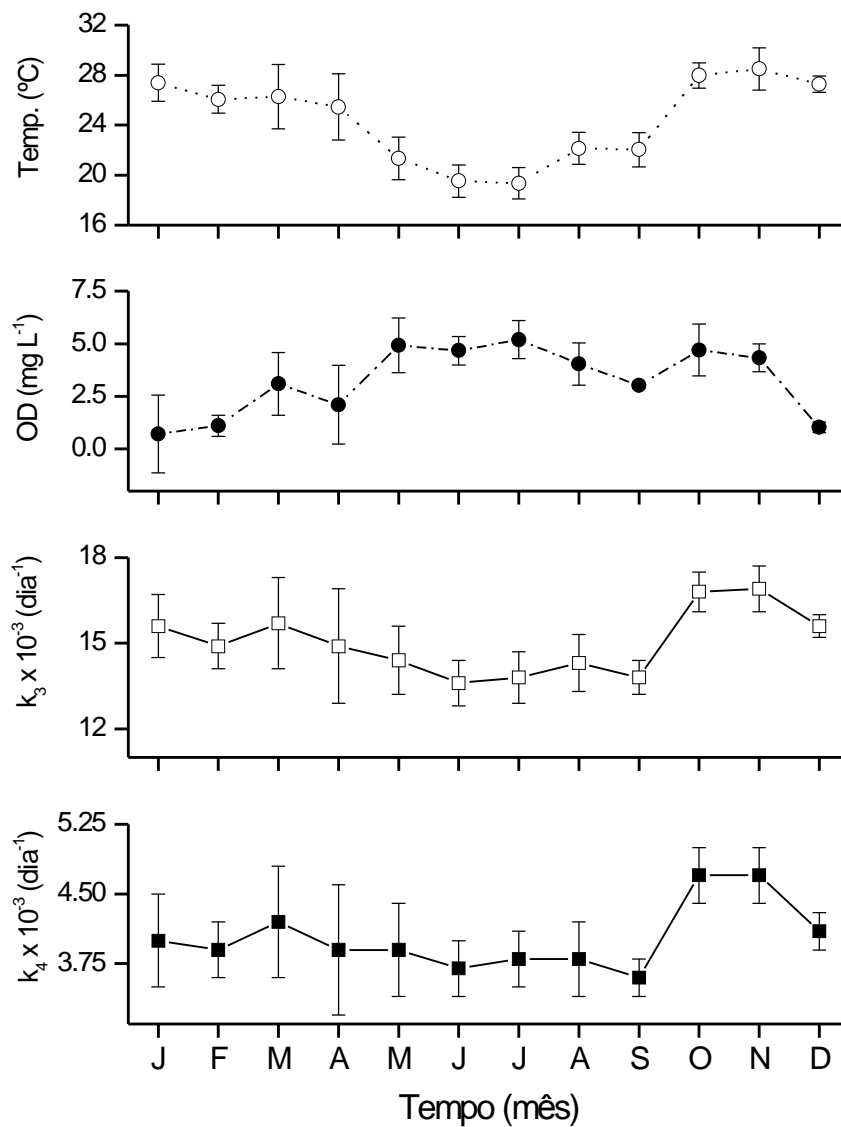 Temp. (ºC)
32
28
24
20
16
OD (mg L⁻¹)
7.5
5.0
2.5
0.0
k₃ x 10⁻³ (dia⁻¹)
18
15
12
k₄ x 10⁻³ (dia⁻¹)
5.25
4.50
3.75
J F M A M J J A S O N D
Tempo (mês)